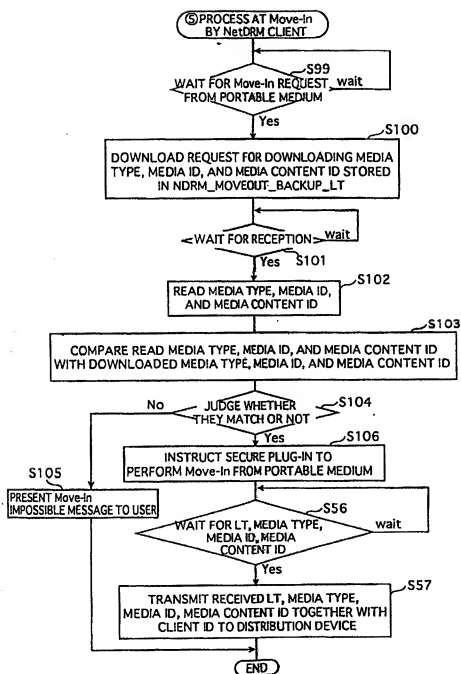 ⑤PROCESS AT Move-In
BY NetDRM CLIENT
S99
WAIT FOR Move-In REQUEST
FROM PORTABLE MEDIUM
wait
Yes
S100
DOWNLOAD REQUEST FOR DOWNLOADING MEDIA
TYPE, MEDIA ID, AND MEDIA CONTENT ID STORED
IN NDRM_MOVEOUT_BACKUP_LT
WAIT FOR RECEPTION
wait
Yes
S101
S102
READ MEDIA TYPE, MEDIA ID,
AND MEDIA CONTENT ID
S103
COMPARE READ MEDIA TYPE, MEDIA ID, AND MEDIA CONTENT ID
WITH DOWNLOADED MEDIA TYPE, MEDIA ID, AND MEDIA CONTENT ID
No
S104
JUDGE WHETHER
THEY MATCH OR NOT
Yes
S106
INSTRUCT SECURE PLUG-IN TO
PERFORM Move-In FROM PORTABLE MEDIUM
S105
PRESENT Move-In
IMPOSSIBLE MESSAGE TO USER
S56
WAIT FOR LT, MEDIA TYPE,
MEDIA ID, MEDIA
CONTENT ID
wait
Yes
S57
TRANSMIT RECEIVED LT, MEDIA TYPE,
MEDIA ID, MEDIA CONTENT ID TOGETHER WITH
CLIENT ID TO DISTRIBUTION DEVICE
END